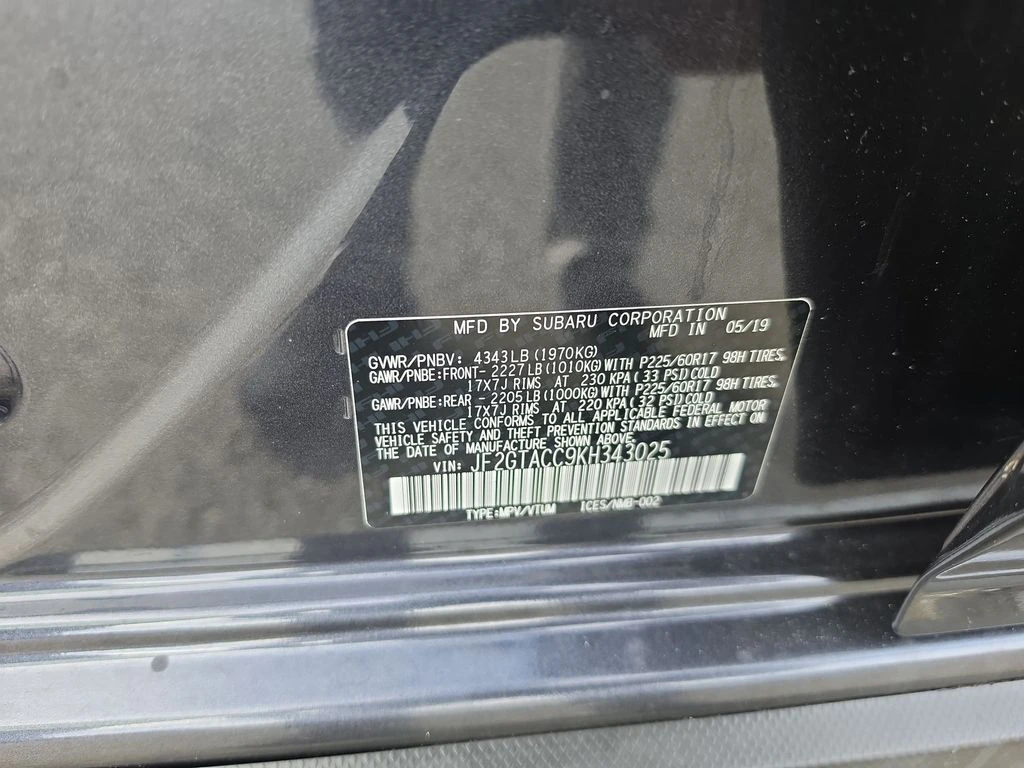 MFD BY SUBARU CORPORATION
MFD IN 05/19
GVWR/PNBV: 4343LB (1970KG)
GAWR/PNBE:FRONT- 2227LB (1010KG) WITH P225/60R17 98H TIRES,
17X7J RIMS AT 230 KPA (33 PSI) COLD
GAWR/PNBE:REAR - 2205LB (1000KG) WITH P225/60R17 98H TIRES,
17X7J RIMS AT 220 KPA (32 PSI) COLD
THIS VEHICLE CONFORMS TO ALL APPLICABLE FEDERAL MOTOR
VEHICLE SAFETY AND THEFT PREVENTION STANDARDS IN EFFECT ON
THE DATE OF MANUFACTURE SHOWN ABOVE.
VIN: JF2GTACC9KH343025
TYPE:MPV/VTUM ICES/NMB-002